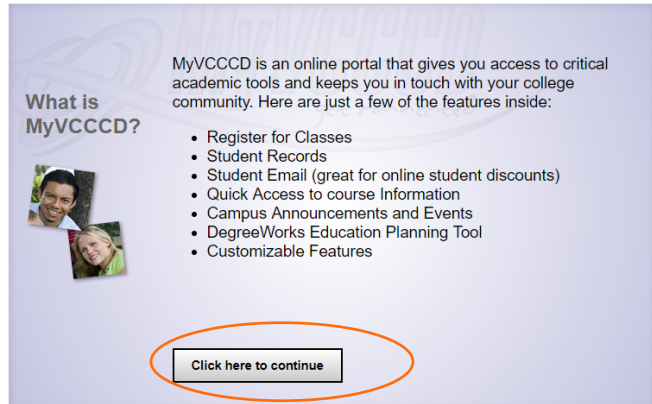 MyVCCCD
What is
MyVCCCD?
MyVCCCD is an online portal that gives you access to critical
academic tools and keeps you in touch with your college
community. Here are just a few of the features inside:
• Register for Classes
• Student Records
• Student Email (great for online student discounts)
• Quick Access to course Information
• Campus Announcements and Events
• DegreeWorks Education Planning Tool
• Customizable Features
Click here to continue